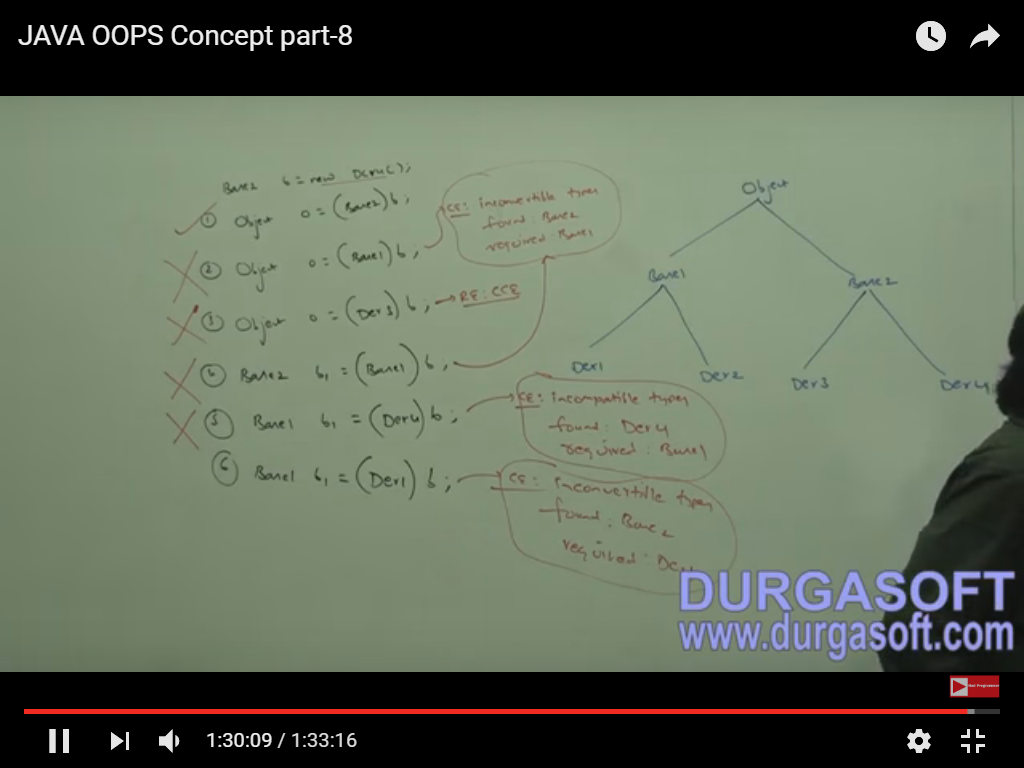 JAVA OOPS Concept part-8
Base2 b = new Der4();
① Object o = (Base2) b;
② Object o = (Base1) b;
③ Object o = (Der3) b; → RE: CCE
④ Base2 b1 = (Base1) b;
⑤ Base1 b1 = (Der4) b;
⑥ Base1 b1 = (Der1) b;
CE: inconvertible types
found: Base2
required: Base1
CE: incompatible types
found: Der4
required: Base1
CE: inconvertible types
found: Base2
required: Der
Object
Base1 Base2
Der1 Der2 Der3 Der4
DURGASOFT
www.durgasoft.com
1:30:09 / 1:33:16